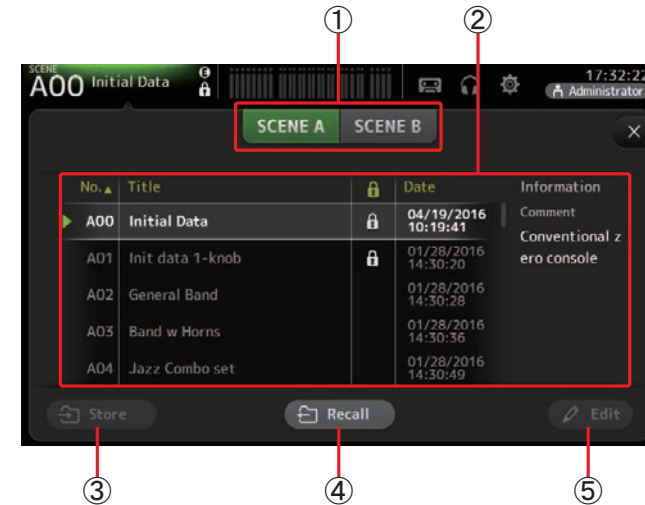 ① ②
SCENE 17:32:22
A00 Initial Data E Administrator
SCENE A SCENE B ×
No.▲ Title Date Information
A00 Initial Data 04/19/2016 Comment
10:19:41 Conventional z
A01 Init data 1-knob 01/28/2016 ero console
14:30:20
A02 General Band 01/28/2016
14:30:28
A03 Band w Horns 01/28/2016
14:30:36
A04 Jazz Combo set 01/28/2016
14:30:49
Store Recall Edit
③ ④ ⑤